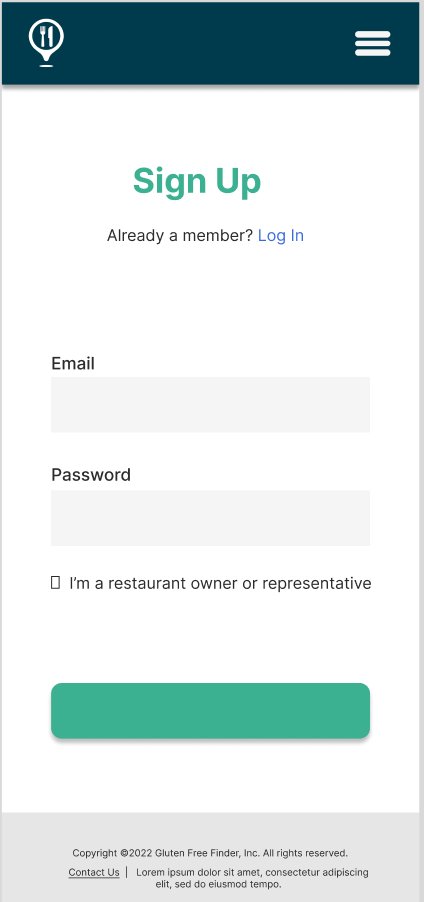 Sign Up
Already a member? Log In
Email
Password
I'm a restaurant owner or representative
Copyright ©2022 Gluten Free Finder, Inc. All rights reserved.
Contact Us | Lorem ipsum dolor sit amet, consectetur adipiscing
elit, sed do eiusmod tempo.